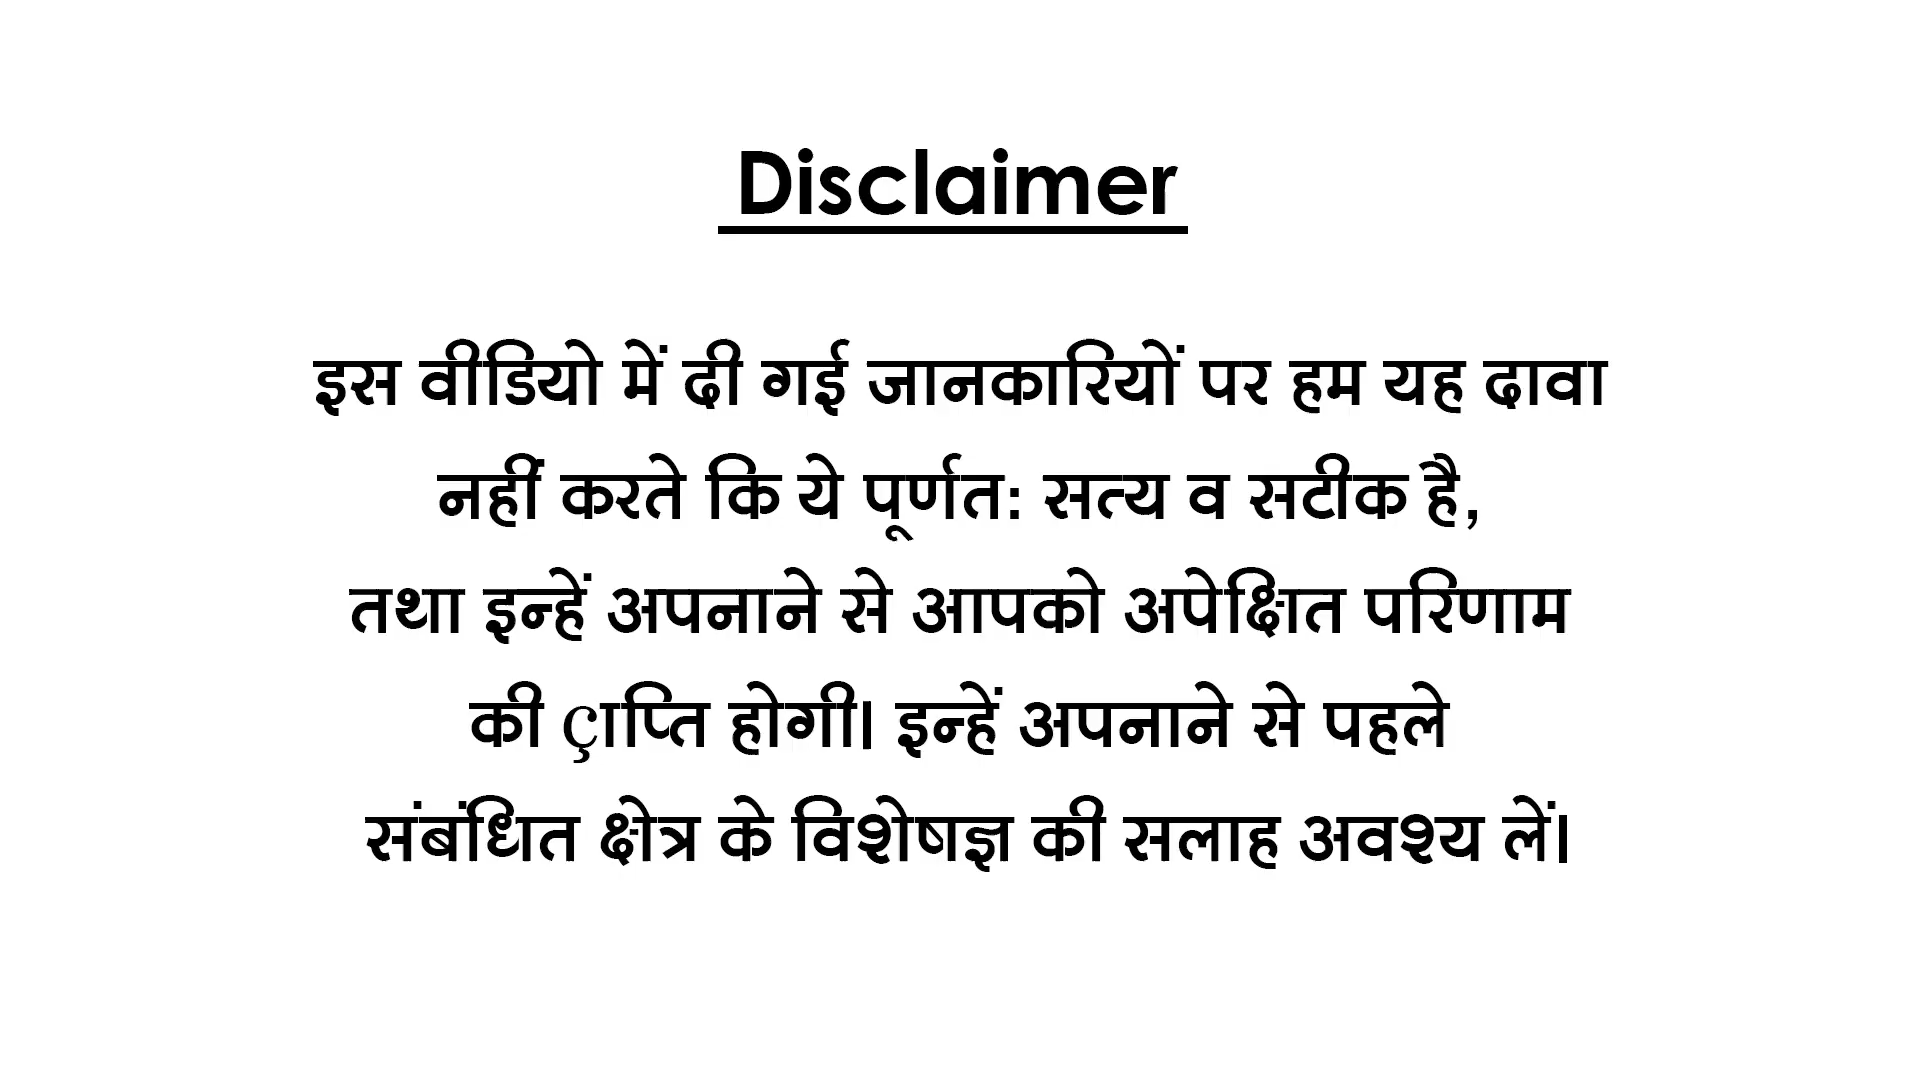 Disclaimer
इस वीडियो में दी गई जानकारियों पर हम यह दावा
नहीं करते कि ये पूर्णतः सत्य व सटीक है,
तथा इन्हें अपनाने से आपको अपेक्षित परिणाम
की çाप्ति होगी। इन्हें अपनाने से पहले
संबंधित क्षेत्र के विशेषज्ञ की सलाह अवश्य लें।